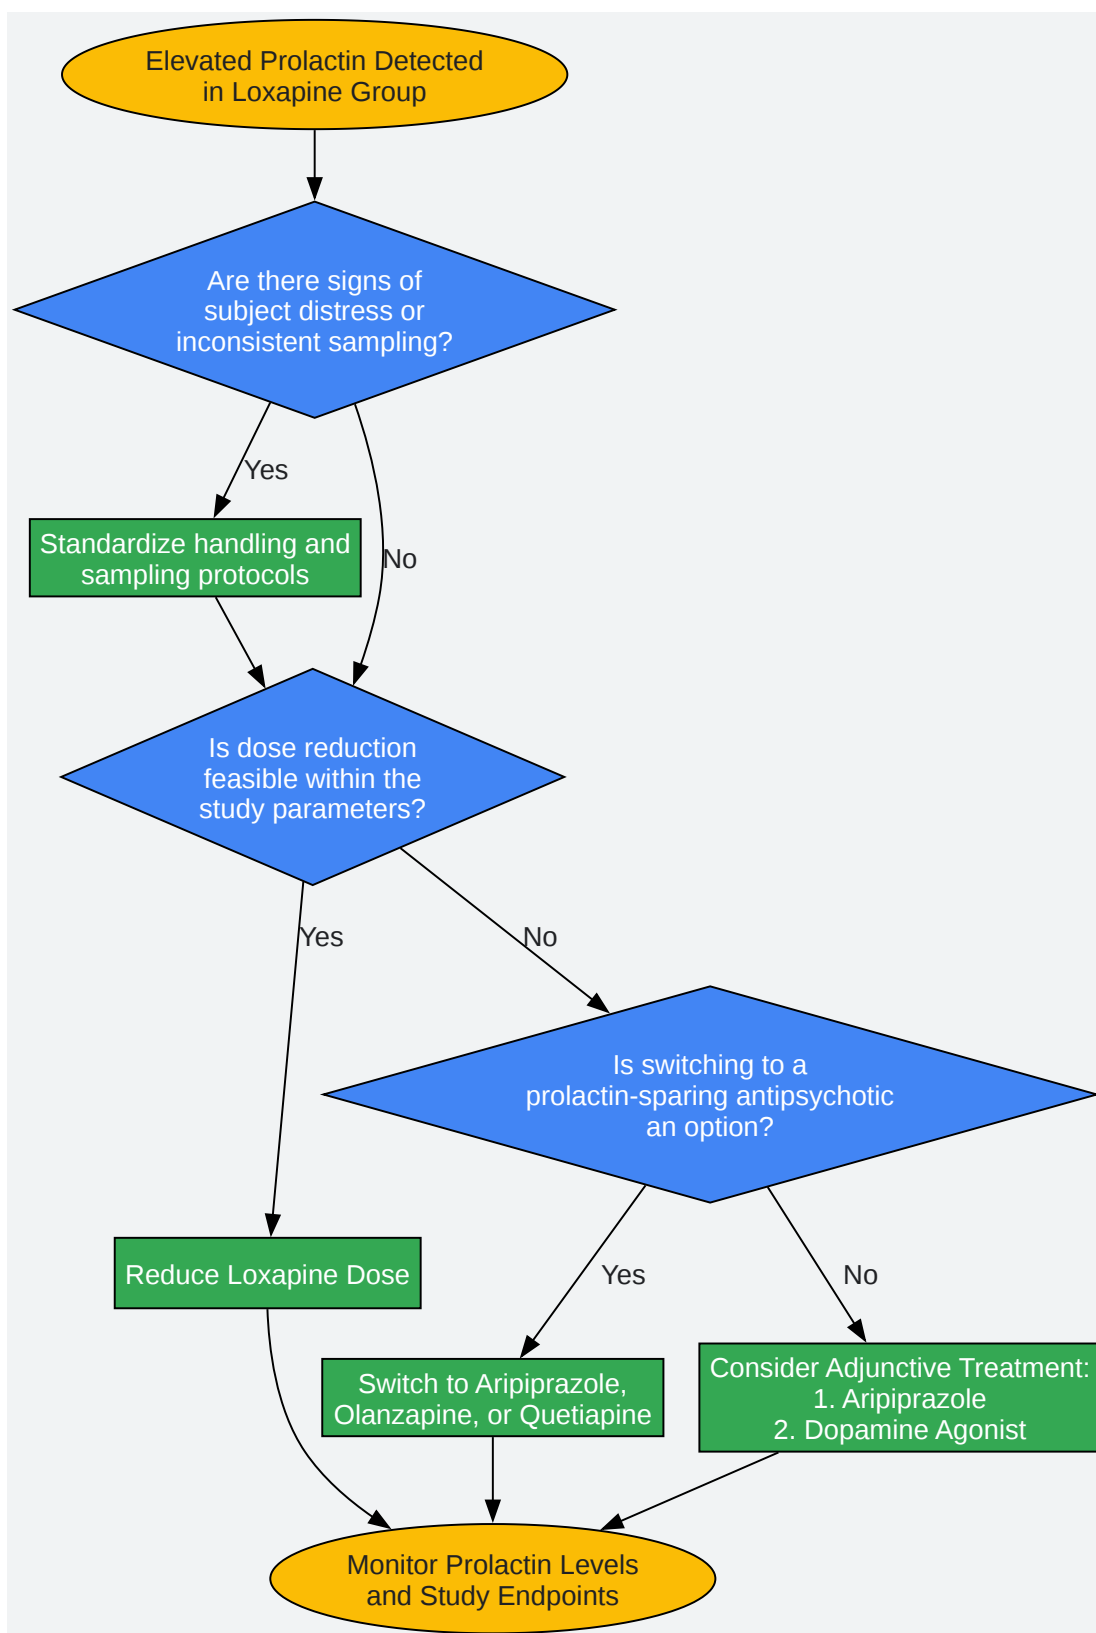 Elevated Prolactin Detected
in Loxapine Group
Are there signs of
subject distress or
inconsistent sampling?
Yes
Standardize handling and
sampling protocols
No
Is dose reduction
feasible within the
study parameters?
Yes
No
Is switching to a
prolactin-sparing antipsychotic
an option?
Reduce Loxapine Dose
Yes
No
Switch to Aripiprazole,
Olanzapine, or Quetiapine
Consider Adjunctive Treatment:
1. Aripiprazole
2. Dopamine Agonist
Monitor Prolactin Levels
and Study Endpoints